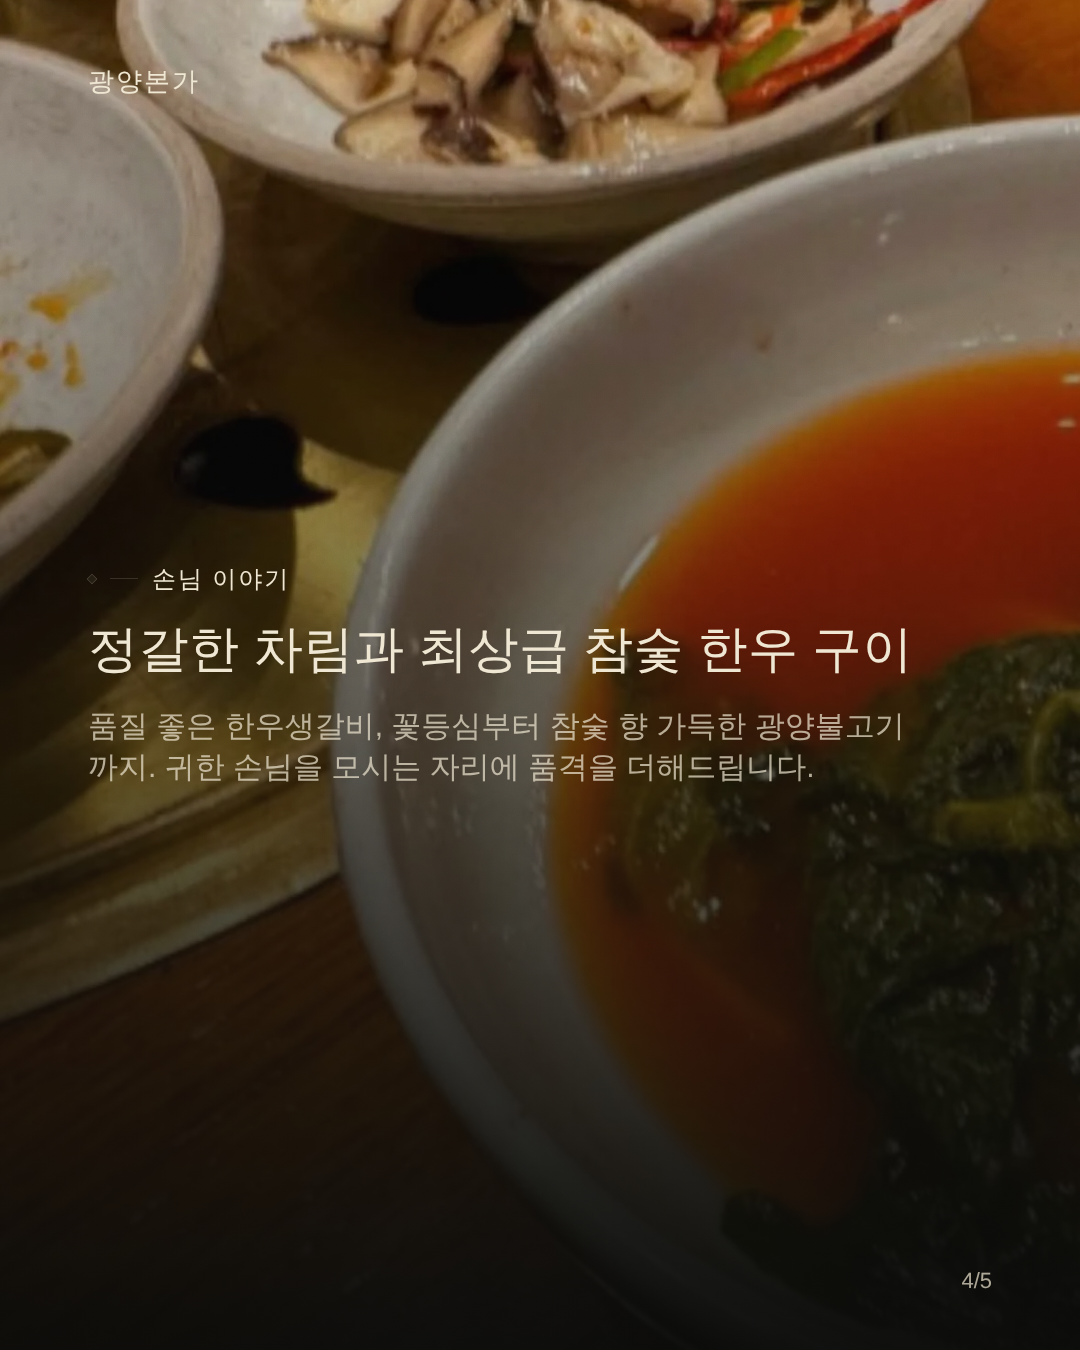 광양본가
손님 이야기
정갈한 차림과 최상급 참숯 한우 구이
품질 좋은 한우생갈비, 꽃등심부터 참숯 향 가득한 광양불고기
까지. 귀한 손님을 모시는 자리에 품격을 더해드립니다.
4/5